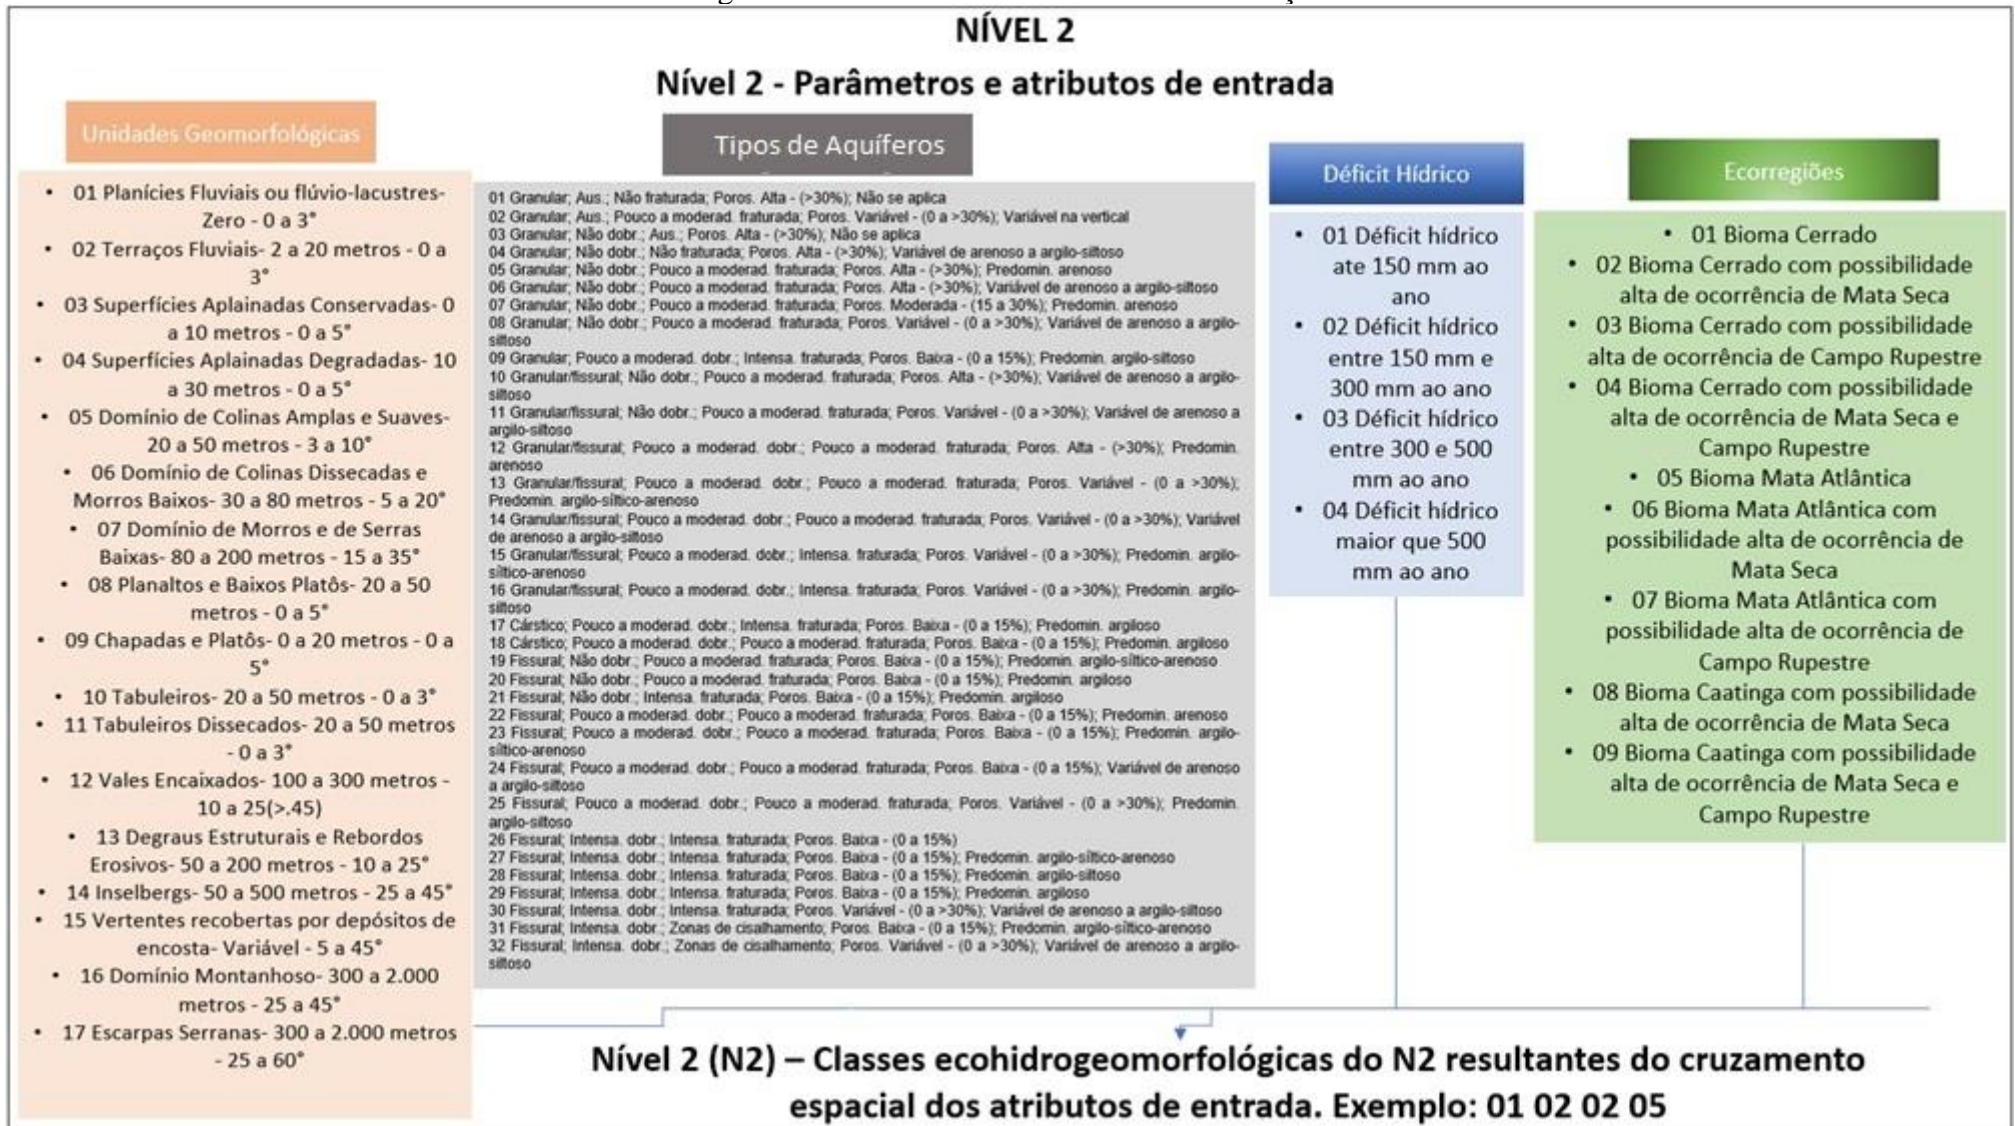 NÍVEL 2
Nível 2 - Parâmetros e atributos de entrada
Unidades Geomorfológicas
• 01 Planícies Fluviais ou flúvio-lacustres-
Zero - 0 a 3°
• 02 Terraços Fluviais- 2 a 20 metros - 0 a
3°
• 03 Superfícies Aplainadas Conservadas- 0
a 10 metros - 0 a 5°
• 04 Superfícies Aplainadas Degradadas- 10
a 30 metros - 0 a 5°
• 05 Domínio de Colinas Amplas e Suaves-
20 a 50 metros - 3 a 10°
• 06 Domínio de Colinas Dissecadas e
Morros Baixos- 30 a 80 metros - 5 a 20°
• 07 Domínio de Morros e de Serras
Baixas- 80 a 200 metros - 15 a 35°
• 08 Planaltos e Baixos Platôs- 20 a 50
metros - 0 a 5°
• 09 Chapadas e Platôs- 0 a 20 metros - 0 a
5°
• 10 Tabuleiros- 20 a 50 metros - 0 a 3°
• 11 Tabuleiros Dissecados- 20 a 50 metros
- 0 a 3°
• 12 Vales Encaixados- 100 a 300 metros -
10 a 25(>.45)
• 13 Degraus Estruturais e Rebordos
Erosivos- 50 a 200 metros - 10 a 25°
• 14 Inselbergs- 50 a 500 metros - 25 a 45°
• 15 Vertentes recobertas por depósitos de
encosta- Variável - 5 a 45°
• 16 Domínio Montanhoso- 300 a 2.000
metros - 25 a 45°
• 17 Escarpas Serranas- 300 a 2.000 metros
- 25 a 60°
Tipos de Aquíferos
01 Granular; Aus.; Não fraturada; Poros. Alta - (>30%); Não se aplica
02 Granular; Aus.; Pouco a moderad. fraturada; Poros. Variável - (0 a >30%); Variável na vertical
03 Granular; Não dobr.; Aus.; Poros. Alta - (>30%); Não se aplica
04 Granular; Não dobr.; Não fraturada; Poros. Alta - (>30%); Variável de arenoso a argilo-siltoso
05 Granular; Não dobr.; Pouco a moderad. fraturada; Poros. Alta - (>30%); Predomin. arenoso
06 Granular; Não dobr.; Pouco a moderad. fraturada; Poros. Alta - (>30%); Variável de arenoso a argilo-siltoso
07 Granular; Não dobr.; Pouco a moderad. fraturada; Poros. Moderada - (15 a 30%); Predomin. arenoso
08 Granular; Não dobr.; Pouco a moderad. fraturada; Poros. Variável - (0 a >30%); Variável de arenoso a argilo-
siltoso
09 Granular; Pouco a moderad. dobr.; Intensa. fraturada; Poros. Baixa - (0 a 15%); Predomin. argilo-siltoso
10 Granular/fissural; Não dobr.; Pouco a moderad. fraturada; Poros. Alta - (>30%); Variável de arenoso a argilo-
siltoso
11 Granular/fissural; Não dobr.; Pouco a moderad. fraturada; Poros. Variável - (0 a >30%); Variável de arenoso a
argilo-siltoso
12 Granular/fissural; Pouco a moderad. dobr.; Pouco a moderad. fraturada; Poros. Alta - (>30%); Predomin.
arenoso
13 Granular/fissural; Pouco a moderad. dobr.; Pouco a moderad. fraturada; Poros. Variável - (0 a >30%);
Predomin. argilo-síltico-arenoso
14 Granular/fissural; Pouco a moderad. dobr.; Pouco a moderad. fraturada; Poros. Variável - (0 a >30%); Variável
de arenoso a argilo-siltoso
15 Granular/fissural; Pouco a moderad. dobr.; Intensa. fraturada; Poros. Variável - (0 a >30%); Predomin. argilo-
síltico-arenoso
16 Granular/fissural; Pouco a moderad. dobr.; Intensa. fraturada; Poros. Variável - (0 a >30%); Predomin. argilo-
siltoso
17 Cárstico; Pouco a moderad. dobr.; Intensa. fraturada; Poros. Baixa - (0 a 15%); Predomin. argiloso
18 Cárstico; Pouco a moderad. dobr.; Pouco a moderad. fraturada; Poros. Baixa - (0 a 15%); Predomin. argiloso
19 Fissural; Não dobr.; Pouco a moderad. fraturada; Poros. Baixa - (0 a 15%); Predomin. argilo-síltico-arenoso
20 Fissural; Não dobr.; Pouco a moderad. fraturada; Poros. Baixa - (0 a 15%); Predomin. argiloso
21 Fissural; Não dobr.; Intensa. fraturada; Poros. Baixa - (0 a 15%); Predomin. argiloso
22 Fissural; Pouco a moderad. dobr.; Pouco a moderad. fraturada; Poros. Baixa - (0 a 15%); Predomin. arenoso
23 Fissural; Pouco a moderad. dobr.; Pouco a moderad. fraturada; Poros. Baixa - (0 a 15%); Predomin. argilo-
síltico-arenoso
24 Fissural; Pouco a moderad. dobr.; Pouco a moderad. fraturada; Poros. Baixa - (0 a 15%); Variável de arenoso
a argilo-siltoso
25 Fissural; Pouco a moderad. dobr.; Pouco a moderad. fraturada; Poros. Variável - (0 a >30%); Predomin.
argilo-siltoso
26 Fissural; Intensa. dobr.; Intensa. fraturada; Poros. Baixa - (0 a 15%)
27 Fissural; Intensa. dobr.; Intensa. fraturada; Poros. Baixa - (0 a 15%); Predomin. argilo-síltico-arenoso
28 Fissural; Intensa. dobr.; Intensa. fraturada; Poros. Baixa - (0 a 15%); Predomin. argilo-siltoso
29 Fissural; Intensa. dobr.; Intensa. fraturada; Poros. Baixa - (0 a 15%); Predomin. argiloso
30 Fissural; Intensa. dobr.; Intensa. fraturada; Poros. Variável - (0 a >30%); Variável de arenoso a argilo-siltoso
31 Fissural; Intensa. dobr.; Zonas de cisalhamento; Poros. Baixa - (0 a 15%); Predomin. argilo-síltico-arenoso
32 Fissural; Intensa. dobr.; Zonas de cisalhamento; Poros. Variável - (0 a >30%); Variável de arenoso a argilo-
siltoso
Déficit Hídrico
• 01 Déficit hídrico
ate 150 mm ao
ano
• 02 Déficit hídrico
entre 150 mm e
300 mm ao ano
• 03 Déficit hídrico
entre 300 e 500
mm ao ano
• 04 Déficit hídrico
maior que 500
mm ao ano
Ecorregiões
• 01 Bioma Cerrado
• 02 Bioma Cerrado com possibilidade
alta de ocorrência de Mata Seca
• 03 Bioma Cerrado com possibilidade
alta de ocorrência de Campo Rupestre
• 04 Bioma Cerrado com possibilidade
alta de ocorrência de Mata Seca e
Campo Rupestre
• 05 Bioma Mata Atlântica
• 06 Bioma Mata Atlântica com
possibilidade alta de ocorrência de
Mata Seca
• 07 Bioma Mata Atlântica com
possibilidade alta de ocorrência de
Campo Rupestre
• 08 Bioma Caatinga com possibilidade
alta de ocorrência de Mata Seca
• 09 Bioma Caatinga com possibilidade
alta de ocorrência de Mata Seca e
Campo Rupestre
Nível 2 (N2) – Classes ecohidrogeomorfológicas do N2 resultantes do cruzamento
espacial dos atributos de entrada. Exemplo: 01 02 02 05